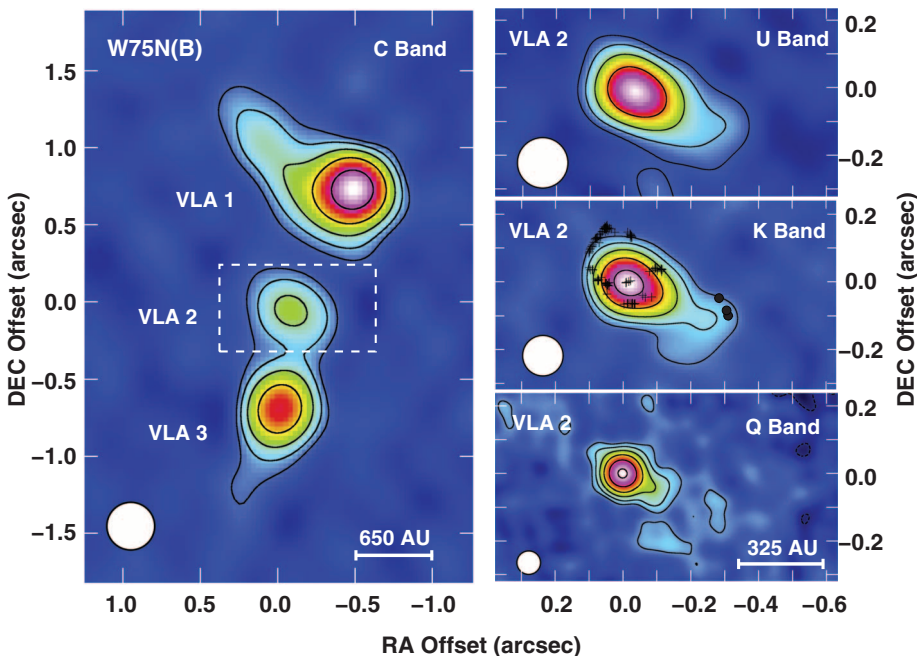 W75N(B) C Band
VLA 1
VLA 2
VLA 3
650 AU
1.5
1.0
0.5
0.0
−0.5
−1.0
−1.5
1.0 0.5 0.0 −0.5 −1.0
DEC Offset (arcsec)
VLA 2 U Band
0.2
0.0
−0.2
VLA 2 K Band
0.2
0.0
−0.2
VLA 2 Q Band
0.2
0.0
−0.2
325 AU
0.2 0.0 −0.2 −0.4 −0.6
DEC Offset (arcsec)
RA Offset (arcsec)